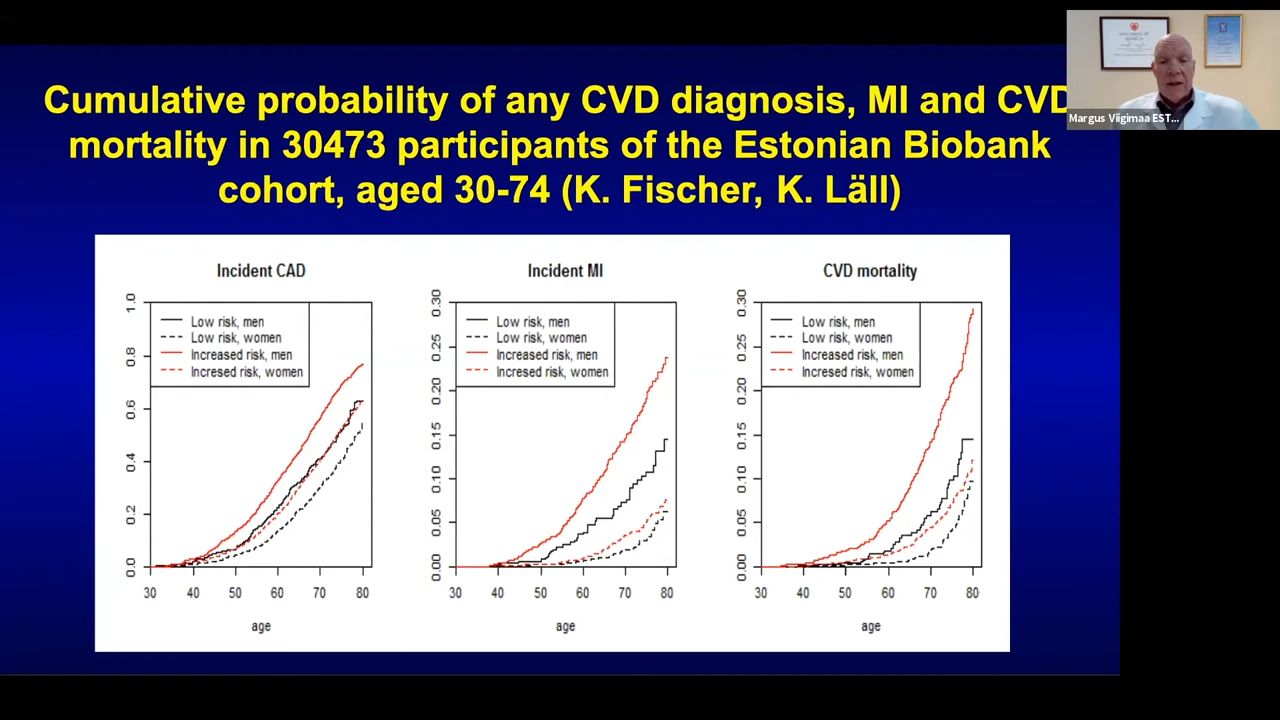 Cumulative probability of any CVD diagnosis, MI and CVD
mortality in 30473 participants of the Estonian Biobank
cohort, aged 30-74 (K. Fischer, K. Läll)
Margus Viigimaa EST...
Incident CAD
1.0
0.8
0.6
0.4
0.2
0.0
Low risk, men
Low risk, women
Increased risk, men
Incresed risk, women
30 40 50 60 70 80
age
Incident MI
0.30
0.25
0.20
0.15
0.10
0.05
0.00
Low risk, men
Low risk, women
Increased risk, men
Incresed risk, women
30 40 50 60 70 80
age
CVD mortality
0.30
0.25
0.20
0.15
0.10
0.05
0.00
Low risk, men
Low risk, women
Increased risk, men
Incresed risk, women
30 40 50 60 70 80
age